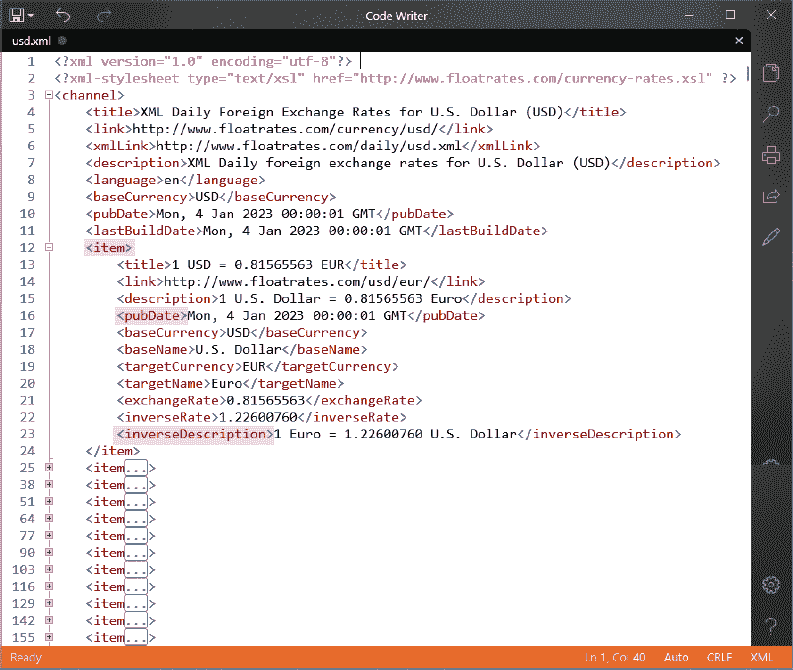 Code Writer
usd.xml
1 <?xml version="1.0" encoding="utf-8"?>
2 <?xml-stylesheet type="text/xsl" href="http://www.floatrates.com/currency-rates.xsl" ?>
3 <channel>
4 <title>XML Daily Foreign Exchange Rates for U.S. Dollar (USD)</title>
5 <link>http://www.floatrates.com/currency/usd/</link>
6 <xmlLink>http://www.floatrates.com/daily/usd.xml</xmlLink>
7 <description>XML Daily foreign exchange rates for U.S. Dollar (USD)</description>
8 <language>en</language>
9 <baseCurrency>USD</baseCurrency>
10 <pubDate>Mon, 4 Jan 2023 00:00:01 GMT</pubDate>
11 <lastBuildDate>Mon, 4 Jan 2023 00:00:01 GMT</lastBuildDate>
12 <item>
13 <title>1 USD = 0.81565563 EUR</title>
14 <link>http://www.floatrates.com/usd/eur/</link>
15 <description>1 U.S. Dollar = 0.81565563 Euro</description>
16 <pubDate>Mon, 4 Jan 2023 00:00:01 GMT</pubDate>
17 <baseCurrency>USD</baseCurrency>
18 <baseName>U.S. Dollar</baseName>
19 <targetCurrency>EUR</targetCurrency>
20 <targetName>Euro</targetName>
21 <exchangeRate>0.81565563</exchangeRate>
22 <inverseRate>1.22600760</inverseRate>
23 <inverseDescription>1 Euro = 1.22600760 U.S. Dollar</inverseDescription>
24 </item>
25 <item...>
38 <item...>
51 <item...>
64 <item...>
77 <item...>
90 <item...>
103 <item...>
116 <item...>
129 <item...>
142 <item...>
155 <item...>
Ready Ln 1, Col 40 Auto CRLF XML